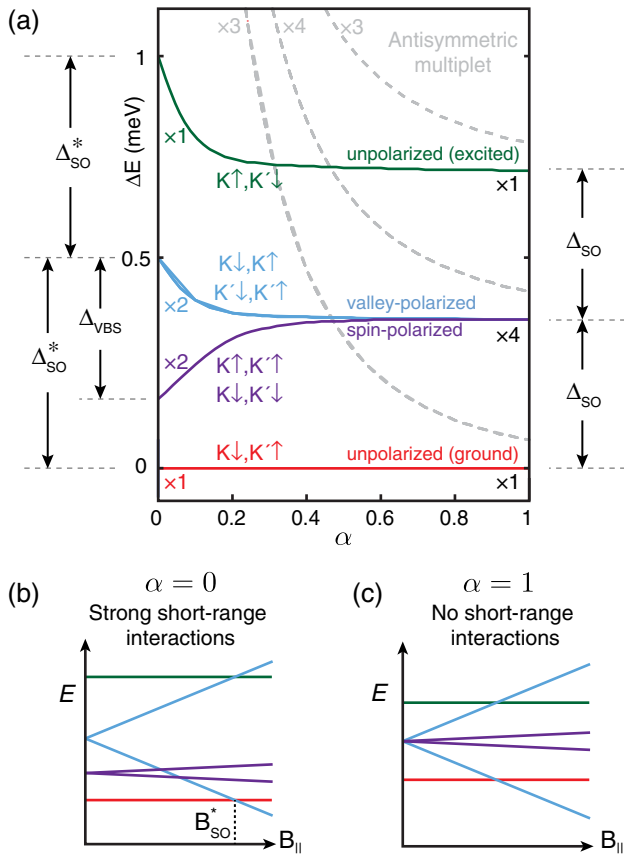 (a)
×3
×4
×3
Antisymmetric
multiplet
1
ΔE (meV)
Δ*SO
×1
unpolarized (excited)
K↑,K´↓
×1
0.5
K↓,K↑
K´↓,K´↑
ΔSO
×2
valley-polarized
ΔVBS
spin-polarized
×4
Δ*SO
×2
K↑,K´↑
K↓,K´↓
ΔSO
K↓,K´↑
unpolarized (ground)
0
×1
×1
0 0.2 0.4 0.6 0.8 1
α
(b)
α = 0
Strong short-range
interactions
E
B*SO
B||
(c)
α = 1
No short-range
interactions
E
B||